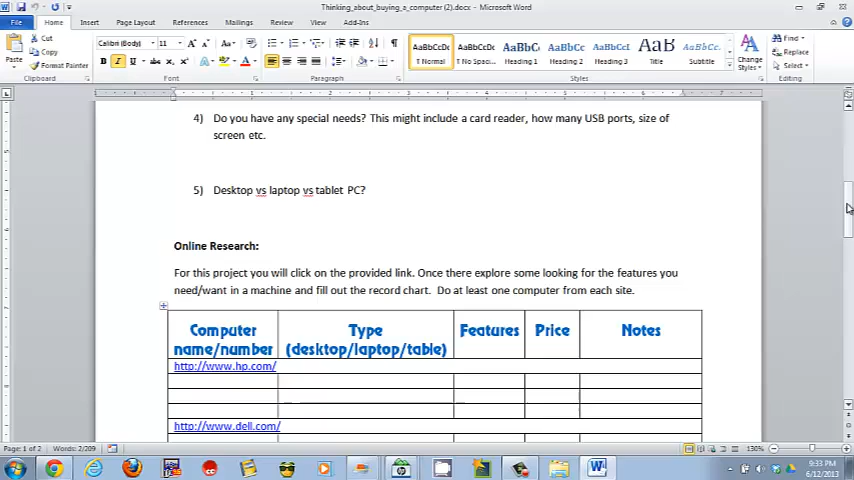 Thinking_about_buying_a_computer (2).docx - Microsoft Word
File Home Insert Page Layout References Mailings Review View Add-Ins
Paste
Cut
Copy
Format Painter
Clipboard
Calibri (Body) 11
Font
Paragraph
AaBbCcDc AaBbCcDc AaBbC AaBbCc AaBbCcI AaB AaBbCc.
¶ Normal ¶ No Spaci... Heading 1 Heading 2 Heading 3 Title Subtitle
Styles
Change
Styles
Find
Replace
Select
Editing
4) Do you have any special needs? This might include a card reader, how many USB ports, size of
screen etc.
5) Desktop vs laptop vs tablet PC?
Online Research:
For this project you will click on the provided link. Once there explore some looking for the features you
need/want in a machine and fill out the record chart. Do at least one computer from each site.
Computer
name/number
Type
(desktop/laptop/table)
Features
Price
Notes
http://www.hp.com/
http://www.dell.com/
Page: 1 of 2 Words: 2/209
130%
9:33 PM
6/12/2013